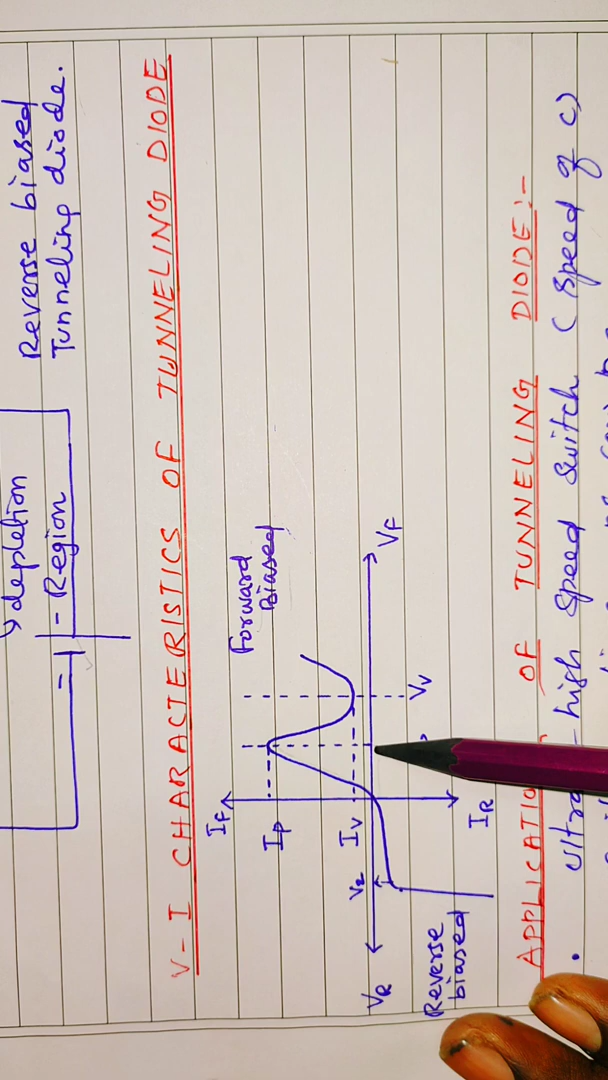 depletion
Region
Reverse biased
Tunneling diode.
V-I CHARACTERISTICS OF TUNNELING DIODE
IF
Forward
Biased
Ip
Iv
Vz
VR
VF
Vv
IR
Reverse
biased
OF TUNNELING DIODE:-
high speed switch (speed of c)